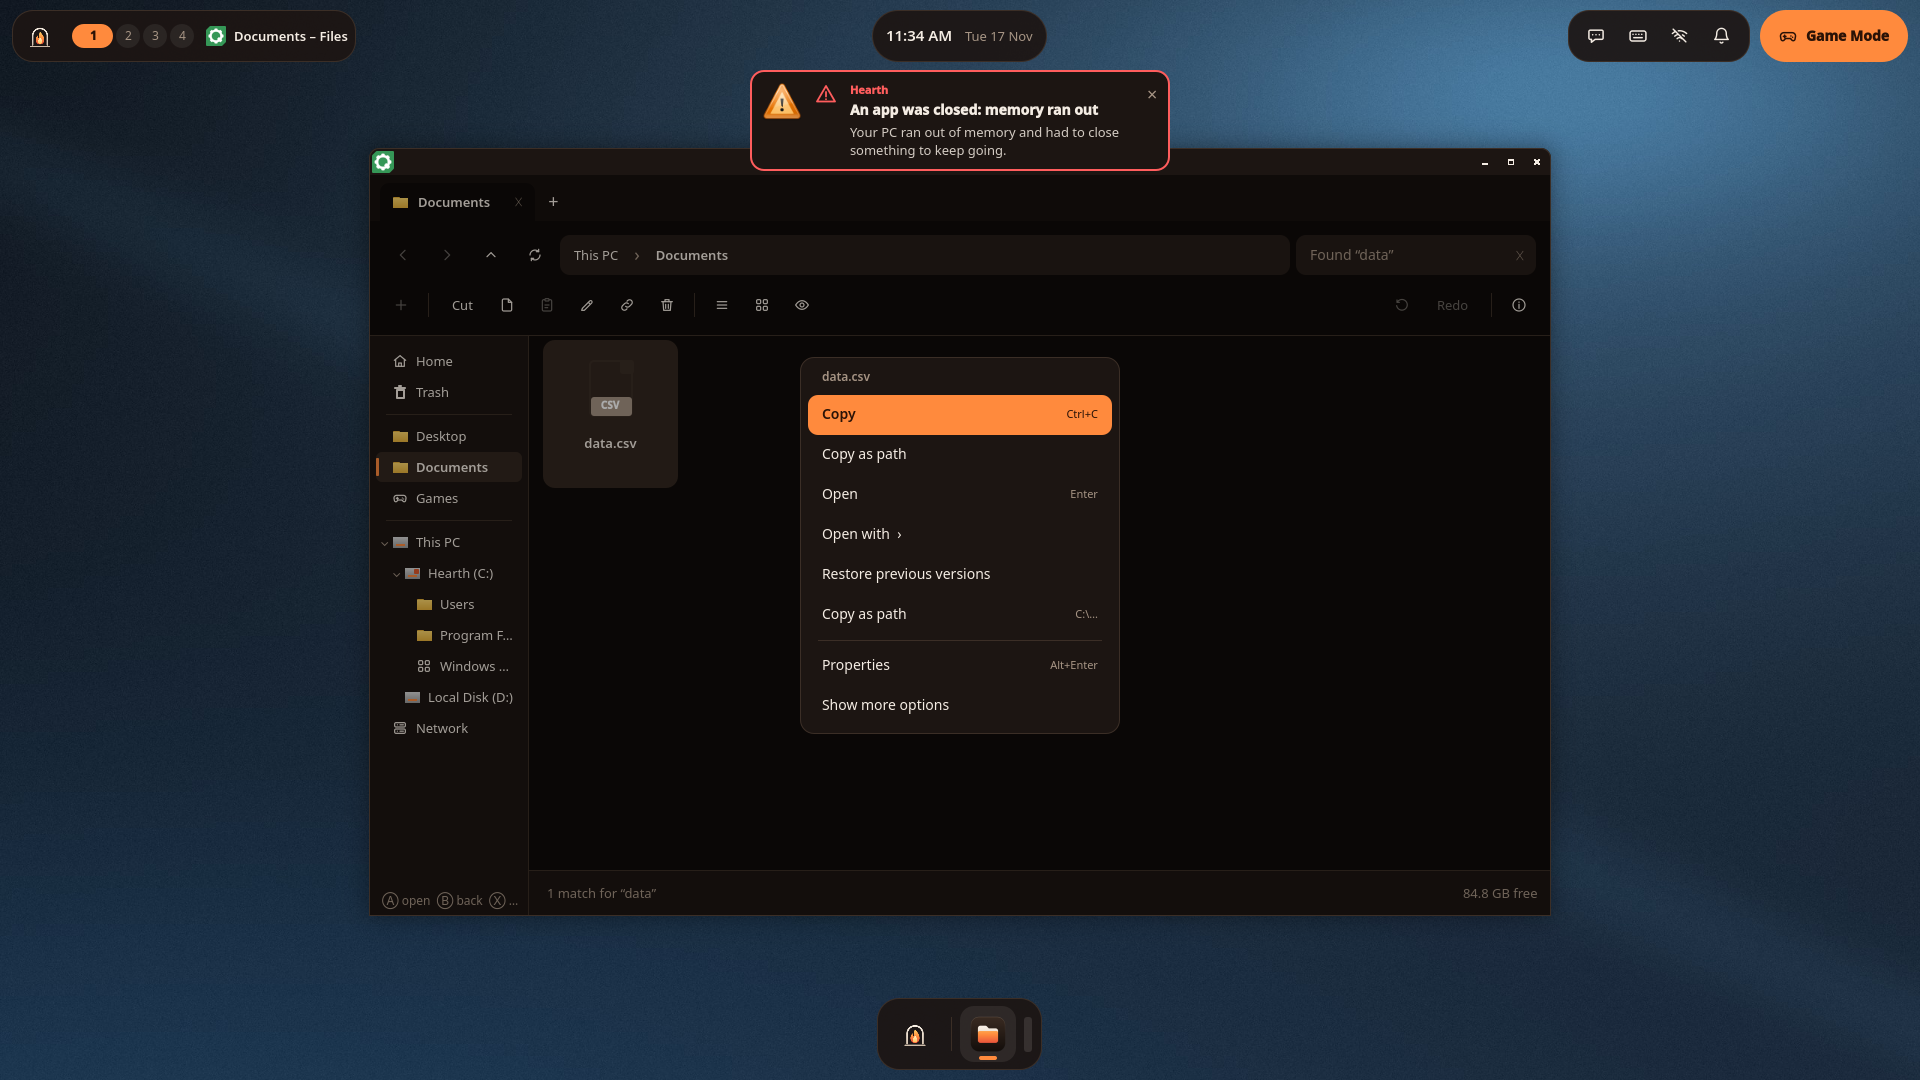 1 2 3 4 Documents – Files
11:34 AM Tue 17 Nov
Game Mode
Hearth
An app was closed: memory ran out
Your PC ran out of memory and had to close
something to keep going.
Documents X +
This PC › Documents
Found “data” X
Cut
Redo
Home
Trash
Desktop
Documents
Games
This PC
Hearth (C:)
Users
Program F...
Windows ...
Local Disk (D:)
Network
A open B back X ...
CSV
data.csv
data.csv
Copy Ctrl+C
Copy as path
Open Enter
Open with ›
Restore previous versions
Copy as path C:\...
Properties Alt+Enter
Show more options
1 match for “data”
84.8 GB free